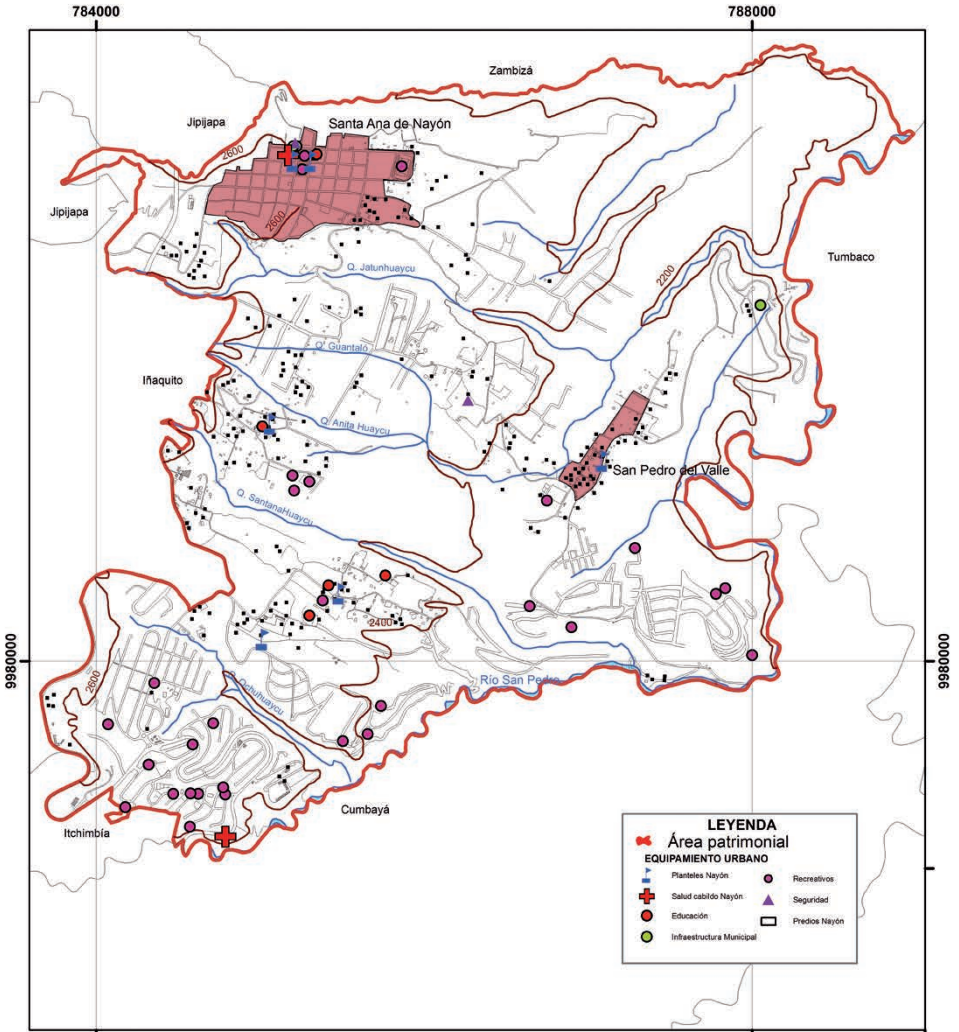 784000
788000
Zambizá
Jipijapa
2600
Santa Ana de Nayón
Jipijapa
2600
Tumbaco
2200
Q. Jatunhuaycu
Q' Guantaló
Iñaquito
Q. Anita Huaycu
San Pedro del Valle
Q. SantanaHuaycu
2400
9980000
9980000
2600
Río San Pedro
Cumbayá
Itchimbía
LEYENDA
Área patrimonial
EQUIPAMIENTO URBANO
Planteles Nayón
Recreativos
Salud cabildo Nayón
Seguridad
Educación
Predios Nayón
Infraestructura Municipal